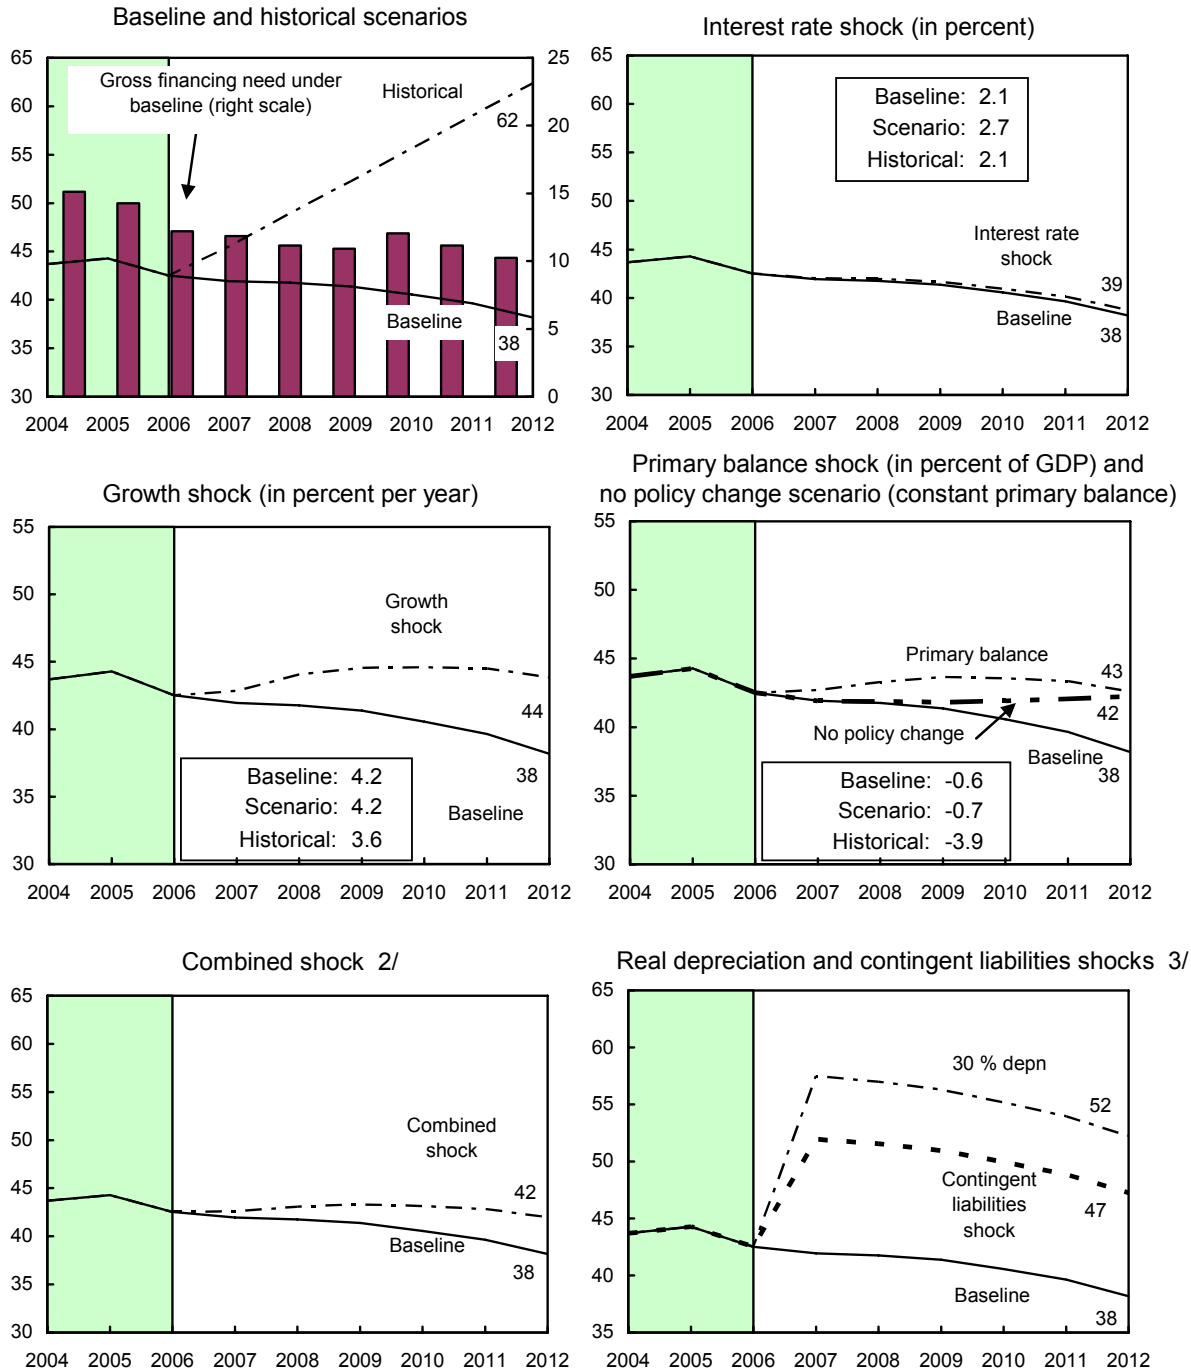 Baseline and historical scenarios
65
60
55
50
45
40
35
30
25
20
15
10
5
0
Gross financing need under
baseline (right scale)
Historical
62
Baseline
38
2004 2005 2006 2007 2008 2009 2010 2011 2012
Interest rate shock (in percent)
65
60
55
50
45
40
35
30
Baseline: 2.1
Scenario: 2.7
Historical: 2.1
Interest rate
shock
39
Baseline
38
2004 2005 2006 2007 2008 2009 2010 2011 2012
Growth shock (in percent per year)
55
50
45
40
35
30
Growth
shock
44
38
Baseline: 4.2
Scenario: 4.2
Historical: 3.6
Baseline
2004 2005 2006 2007 2008 2009 2010 2011 2012
Primary balance shock (in percent of GDP) and
no policy change scenario (constant primary balance)
55
50
45
40
35
30
Primary balance
43
42
No policy change
Baseline
38
Baseline: -0.6
Scenario: -0.7
Historical: -3.9
2004 2005 2006 2007 2008 2009 2010 2011 2012
Combined shock 2/
65
60
55
50
45
40
35
30
Combined
shock
42
Baseline
38
2004 2005 2006 2007 2008 2009 2010 2011 2012
Real depreciation and contingent liabilities shocks 3/
65
60
55
50
45
40
35
30 % depn
52
Contingent
liabilities
shock
47
Baseline
38
2004 2005 2006 2007 2008 2009 2010 2011 2012